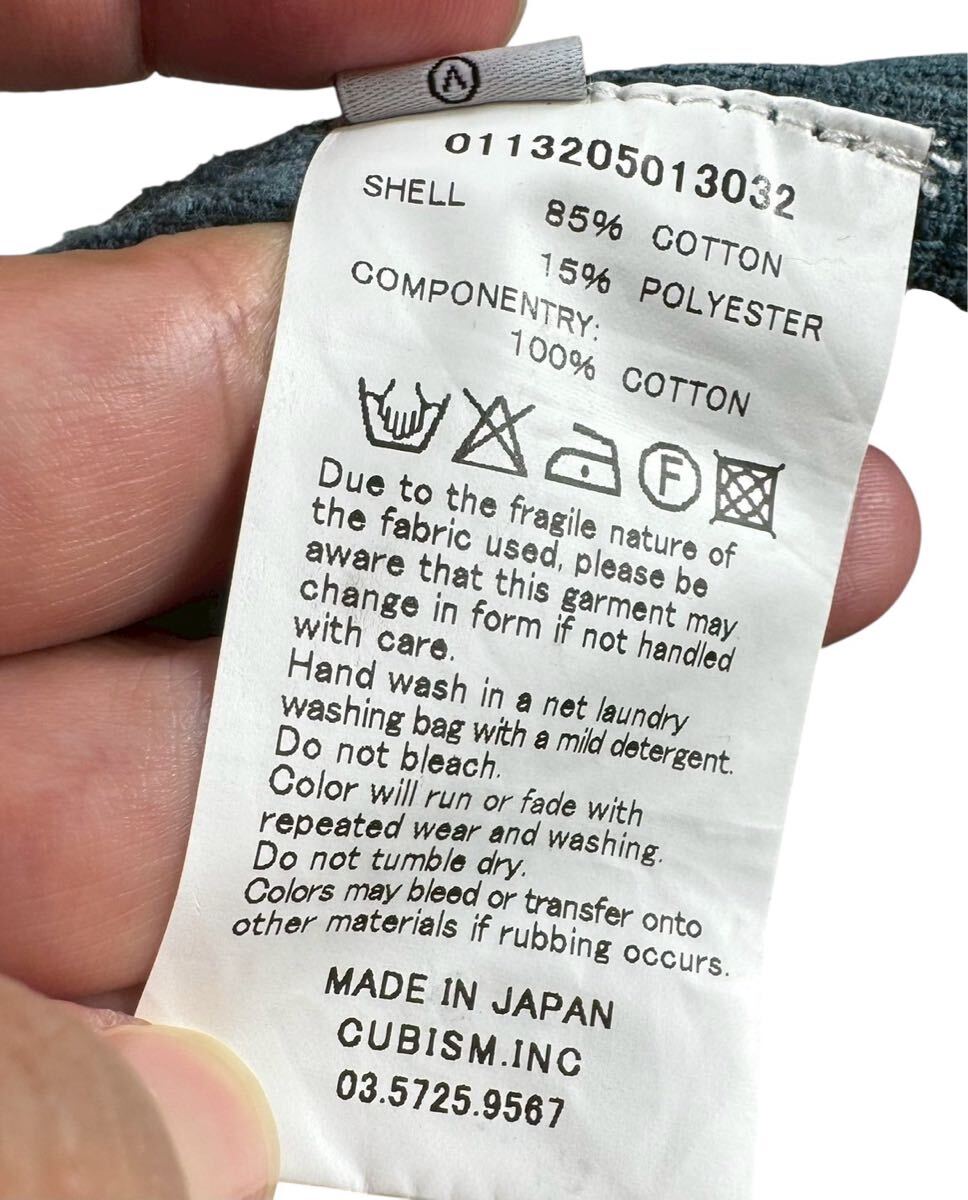 0113205013032
SHELL 85% COTTON
15% POLYESTER
COMPONENTRY:
100% COTTON
F
Due to the fragile nature of
the fabric used, please be
aware that this garment may
change in form if not handled
with care.
Hand wash in a net laundry
washing bag with a mild detergent.
Do not bleach.
Color will run or fade with
repeated wear and washing.
Do not tumble dry.
Colors may bleed or transfer onto
other materials if rubbing occurs.
MADE IN JAPAN
CUBISM.INC
03.5725.9567